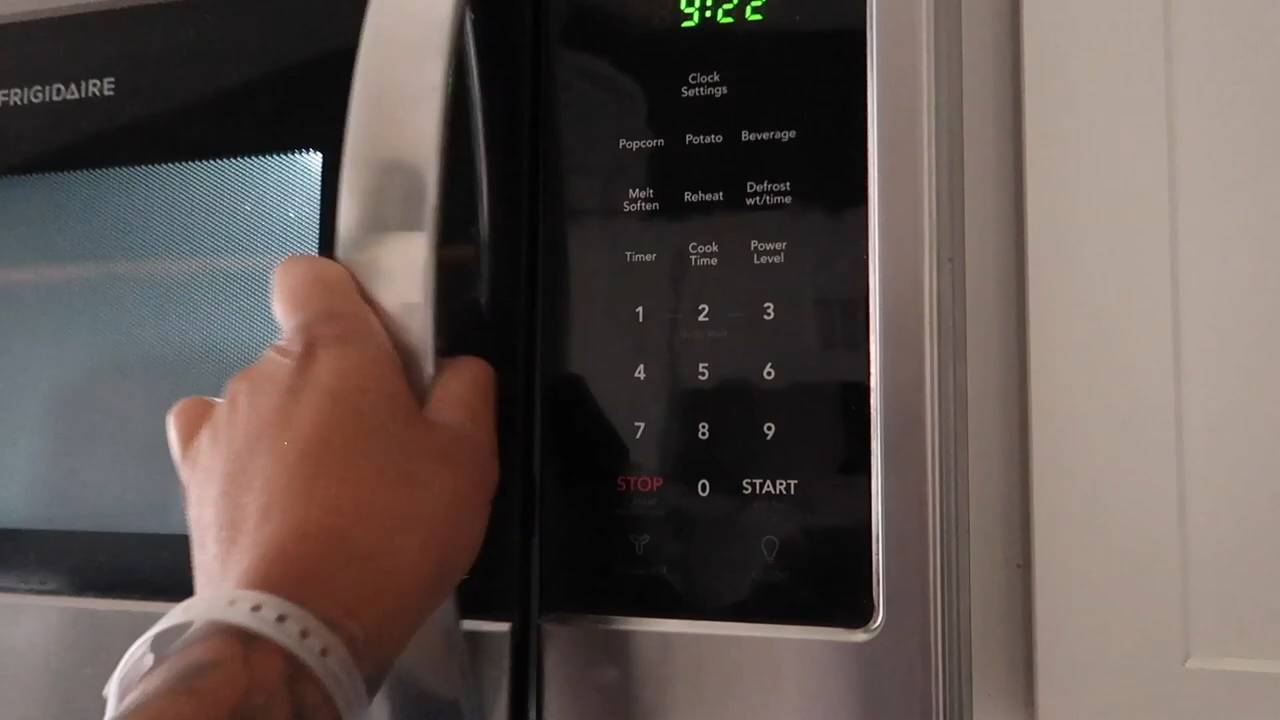 9:22
FRIGIDAIRE
Clock
Settings
Popcorn Potato Beverage
Melt
Soften
Reheat
Defrost
wt/time
Timer
Cook
Time
Power
Level
1 2 3
4 5 6
7 8 9
STOP 0 START